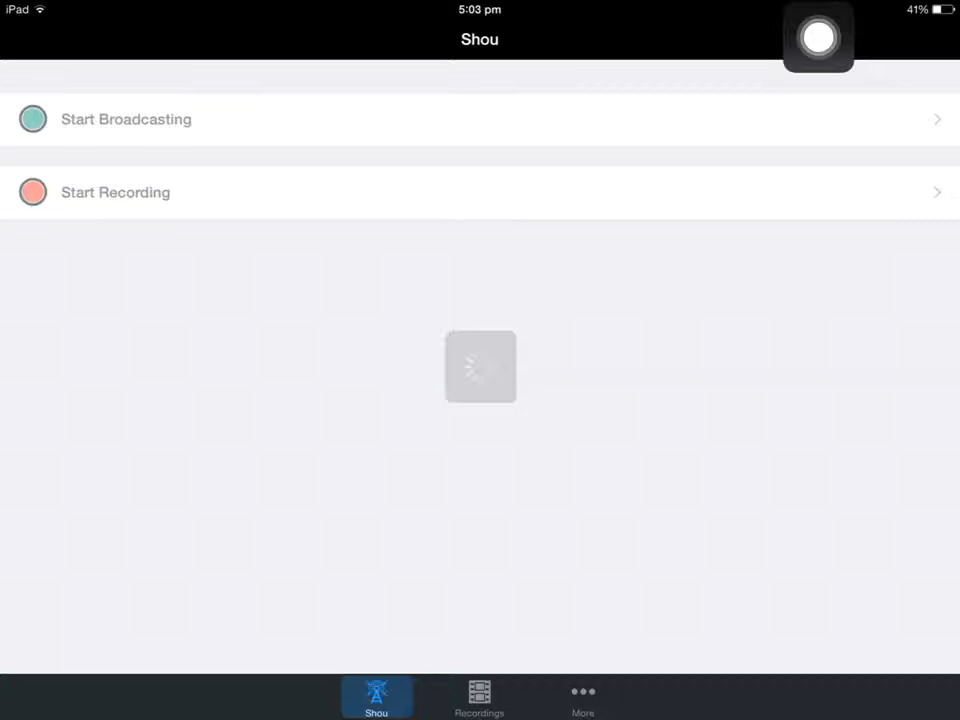 iPad 5:03 pm 41%
Shou
Start Broadcasting
Start Recording
Shou Recordings More